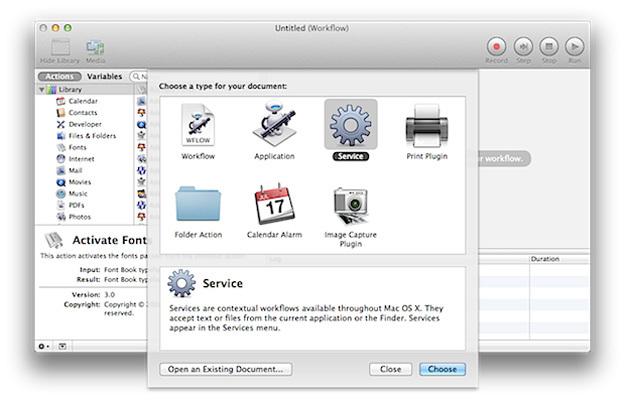 Untitled (Workflow)
Hide Library
Media
Record
Step
Stop
Run
Actions
Variables
Library
Calendar
Contacts
Developer
Files & Folders
Fonts
Internet
Mail
Movies
Music
PDFs
Photos
Choose a type for your document:
WFLOW
Workflow
Application
Service
Print Plugin
JUL
17
Folder Action
Calendar Alarm
Image Capture
Plugin
ur workflow.
Activate Font
This action activates the fonts p
Input: Font Book typ
Result: Font Book typ
Version: 3.0
Copyright: Copyright ©
reserved.
Log
Duration
Service
Services are contextual workflows available throughout Mac OS X. They
accept text or files from the current application or the Finder. Services
appear in the Services menu.
Open an Existing Document...
Close
Choose